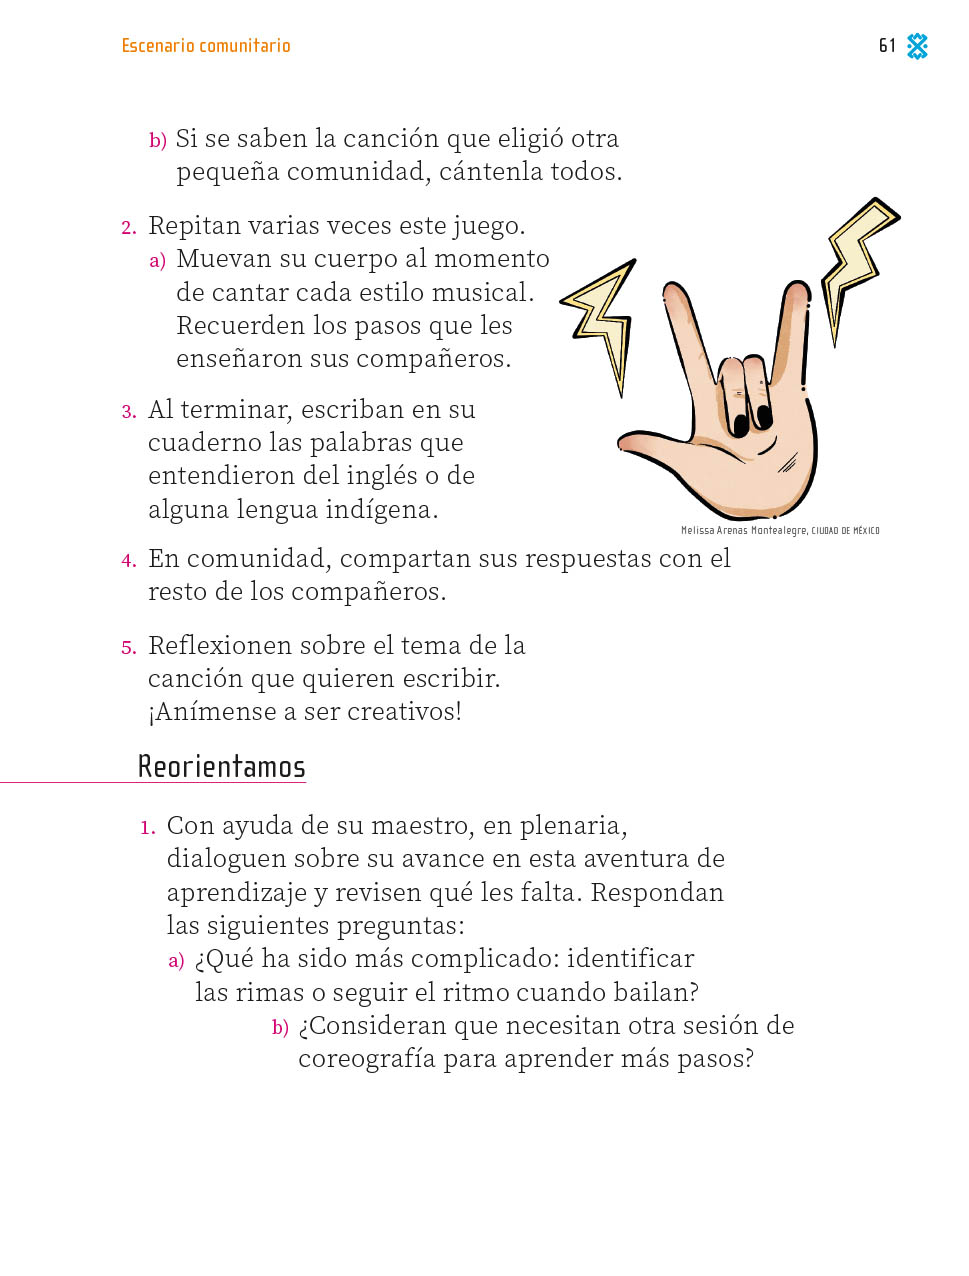 Escenario comunitario
61
b) Si se saben la canción que eligió otra
pequeña comunidad, cántenla todos.
2. Repitan varias veces este juego.
a) Muevan su cuerpo al momento
de cantar cada estilo musical.
Recuerden los pasos que les
enseñaron sus compañeros.
3. Al terminar, escriban en su
cuaderno las palabras que
entendieron del inglés o de
alguna lengua indígena.
Melissa Arenas Montealegre, CIUDAD DE MÉXICO
4. En comunidad, compartan sus respuestas con el
resto de los compañeros.
5. Reflexionen sobre el tema de la
canción que quieren escribir.
¡Anímense a ser creativos!
Reorientamos
1. Con ayuda de su maestro, en plenaria,
dialoguen sobre su avance en esta aventura de
aprendizaje y revisen qué les falta. Respondan
las siguientes preguntas:
a) ¿Qué ha sido más complicado: identificar
las rimas o seguir el ritmo cuando bailan?
b) ¿Consideran que necesitan otra sesión de
coreografía para aprender más pasos?